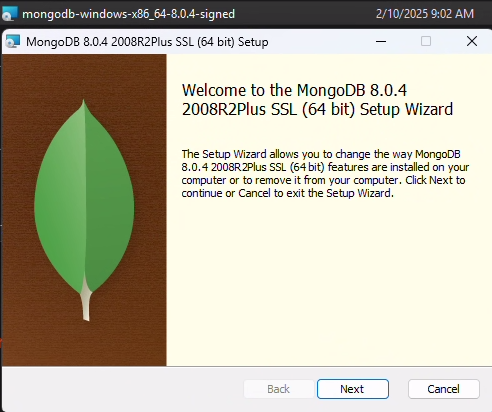 mongodb-windows-x86_64-8.0.4-signed 2/10/2025 9:02 AM
MongoDB 8.0.4 2008R2Plus SSL (64 bit) Setup
Welcome to the MongoDB 8.0.4
2008R2Plus SSL (64 bit) Setup Wizard
The Setup Wizard allows you to change the way MongoDB
8.0.4 2008R2Plus SSL (64 bit) features are installed on your
computer or to remove it from your computer. Click Next to
continue or Cancel to exit the Setup Wizard.
Back Next Cancel